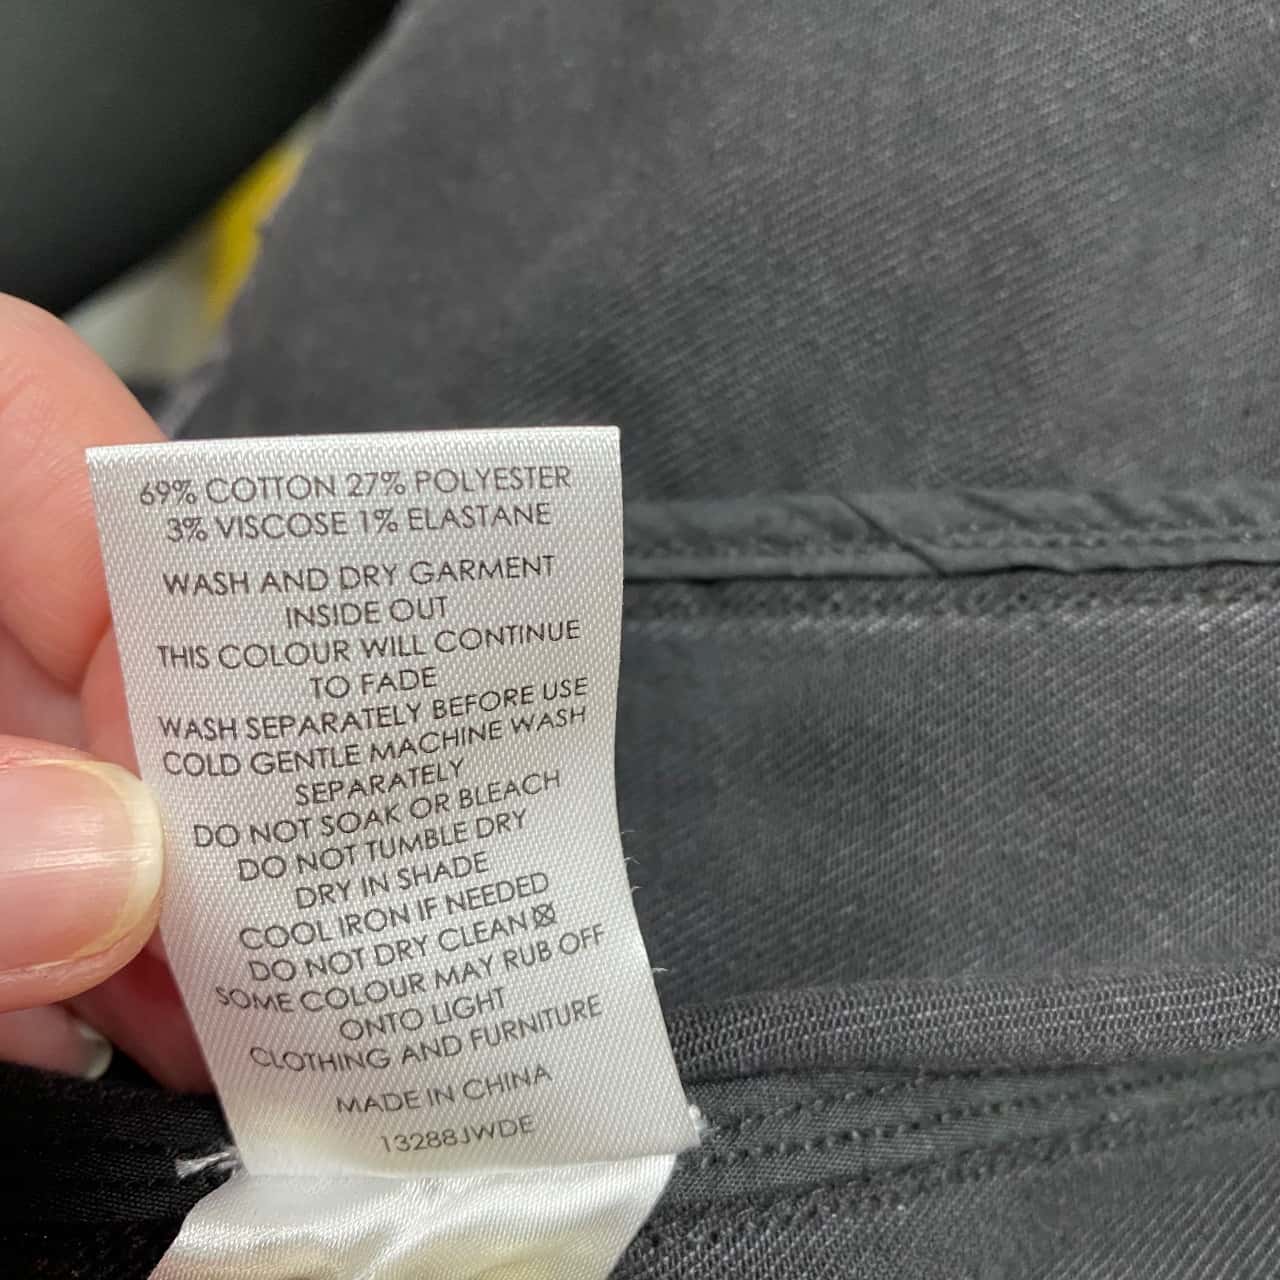 69% COTTON 27% POLYESTER
3% VISCOSE 1% ELASTANE
WASH AND DRY GARMENT
INSIDE OUT
THIS COLOUR WILL CONTINUE
TO FADE
WASH SEPARATELY BEFORE USE
COLD GENTLE MACHINE WASH
SEPARATELY
DO NOT SOAK OR BLEACH
DO NOT TUMBLE DRY
DRY IN SHADE
COOL IRON IF NEEDED
DO NOT DRY CLEAN
SOME COLOUR MAY RUB OFF
ONTO LIGHT
CLOTHING AND FURNITURE
MADE IN CHINA
13288JWDE